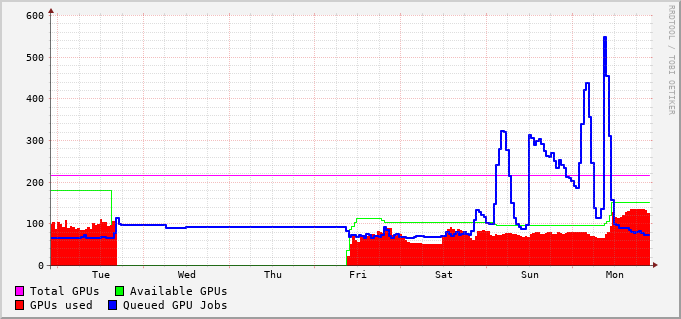 600
500
400
300
200
100
0
Tue Wed Thu Fri Sat Sun Mon
Total GPUs Available GPUs
GPUs used Queued GPU Jobs
RRDTOOL / TOBI OETIKER